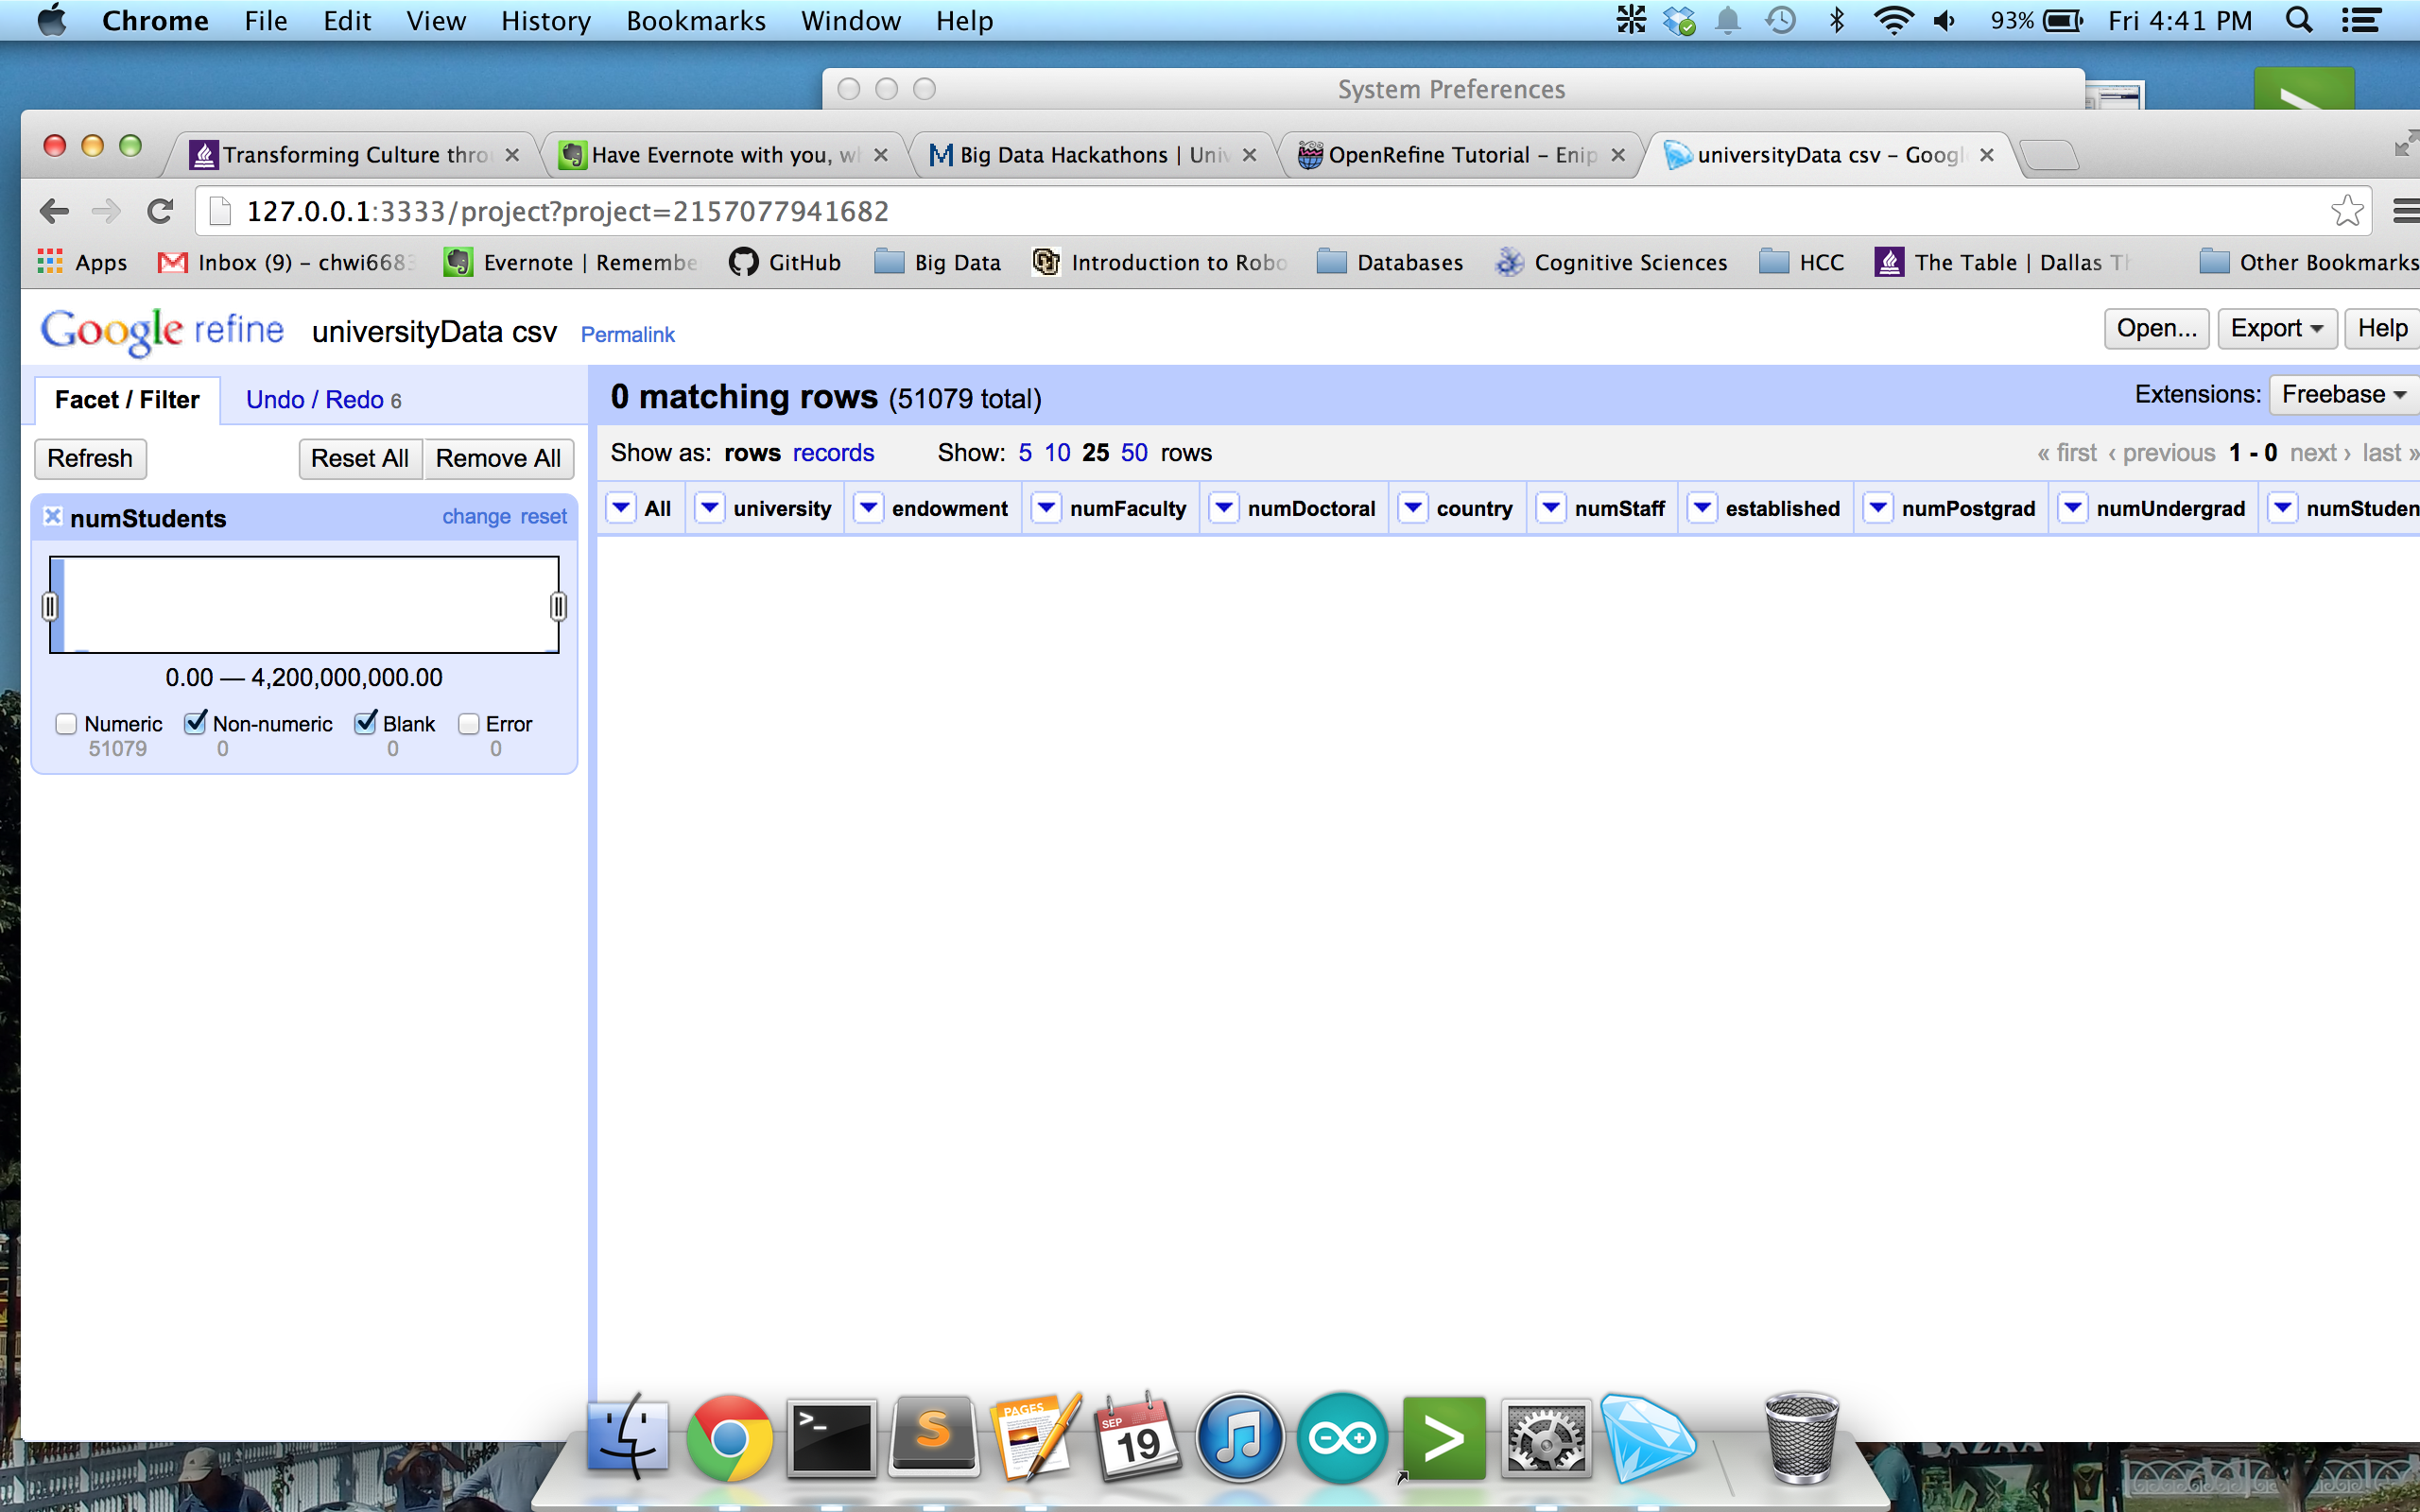 Chrome File Edit View History Bookmarks Window Help 93% Fri 4:41 PM
System Preferences
Transforming Culture thro Have Evernote with you, w Big Data Hackathons | Univ OpenRefine Tutorial – Enip universityData csv – Googl
127.0.0.1:3333/project?project=2157077941682
Apps Inbox (9) – chwi6683 Evernote | Remembe GitHub Big Data Introduction to Robo Databases Cognitive Sciences HCC The Table | Dallas Th Other Bookmarks
Google refine universityData csv Permalink Open... Export Help
Facet / Filter Undo / Redo 6 0 matching rows (51079 total) Extensions: Freebase
Refresh Reset All Remove All Show as: rows records Show: 5 10 25 50 rows « first ‹ previous 1 - 0 next › last »
All university endowment numFaculty numDoctoral country numStaff established numPostgrad numUndergrad numStuden
numStudents change reset
0.00 — 4,200,000,000.00
Numeric Non-numeric Blank Error
51079 0 0 0
PAGES
SEP
19
BAZAA